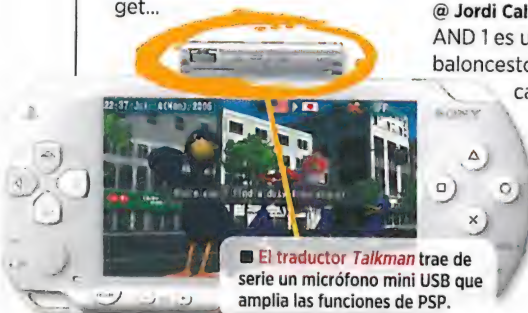 get...
@ Jordi Cal
AND 1 es u
baloncesto
ca
SONY
■ El traductor Talkman trae de
serie un micrófono mini USB que
amplia las funciones de PSP.